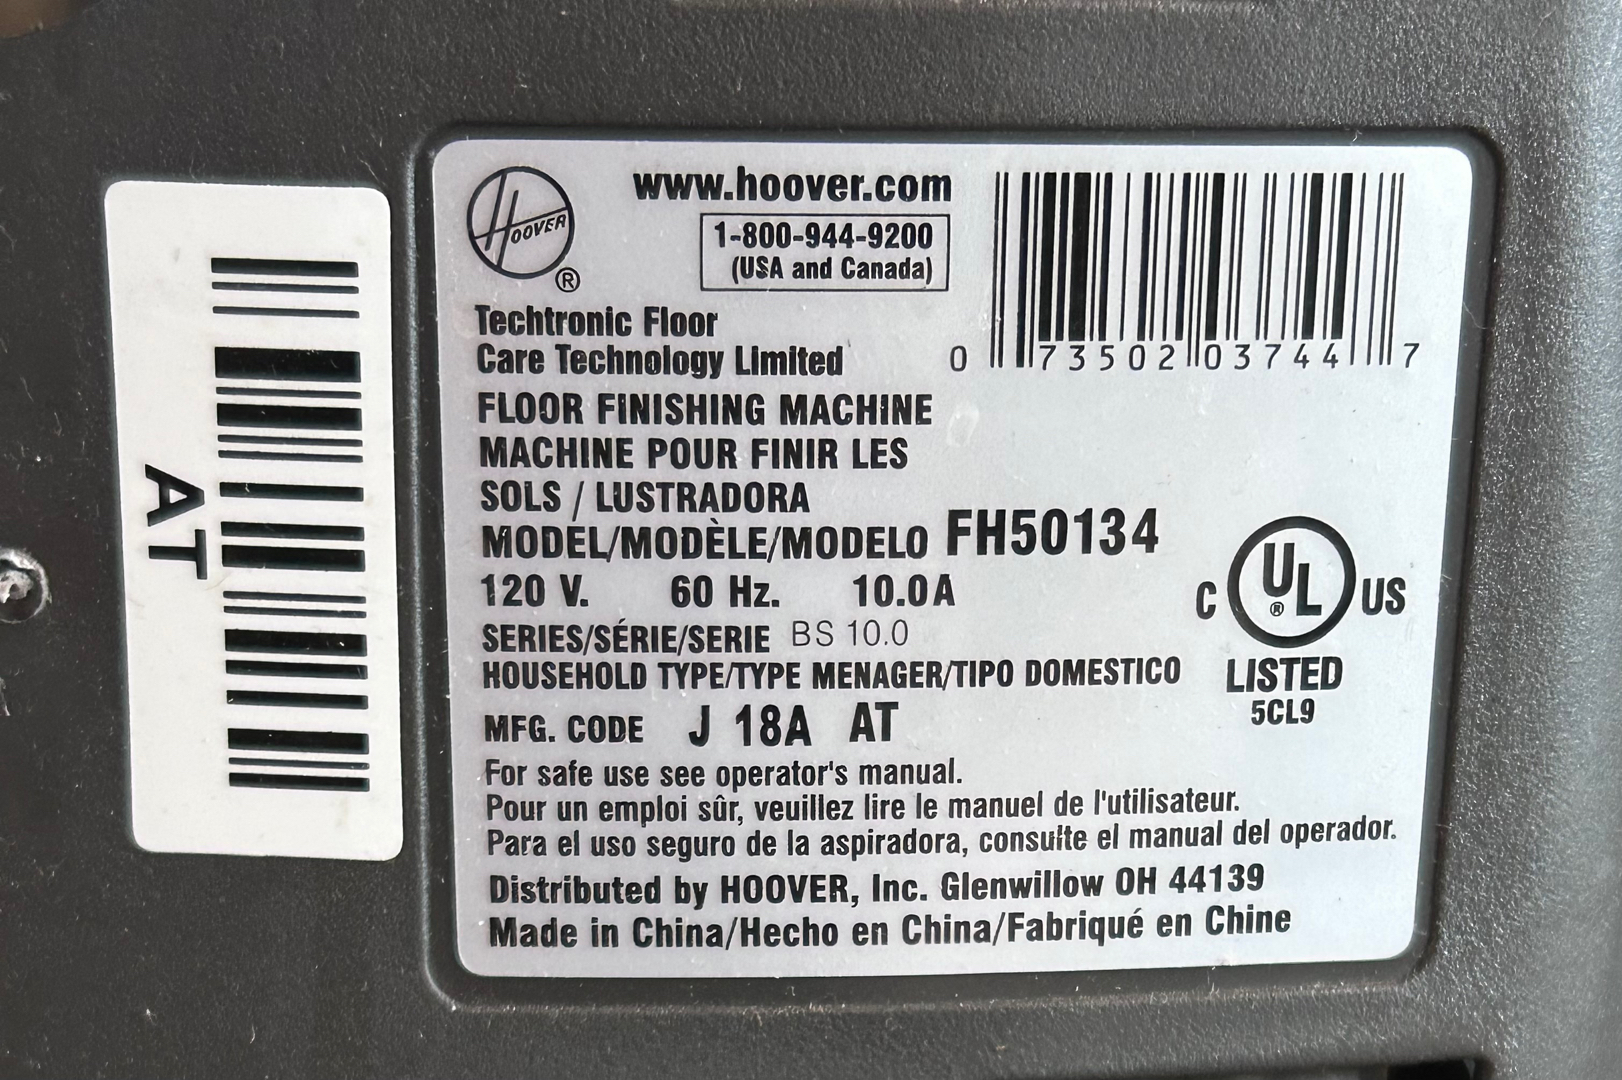 AT
HOOVER
®
www.hoover.com
1-800-944-9200
(USA and Canada)
Techtronic Floor
Care Technology Limited
0 73502 03744 7
FLOOR FINISHING MACHINE
MACHINE POUR FINIR LES
SOLS / LUSTRADORA
MODEL/MODÈLE/MODELO FH50134
120 V. 60 Hz. 10.0A
SERIES/SÉRIE/SERIE BS 10.0
HOUSEHOLD TYPE/TYPE MENAGER/TIPO DOMESTICO
C UL® US
LISTED
5CL9
MFG. CODE J 18A AT
For safe use see operator's manual.
Pour un emploi sûr, veuillez lire le manuel de l'utilisateur.
Para el uso seguro de la aspiradora, consulte el manual del operador.
Distributed by HOOVER, Inc. Glenwillow OH 44139
Made in China/Hecho en China/Fabriqué en Chine